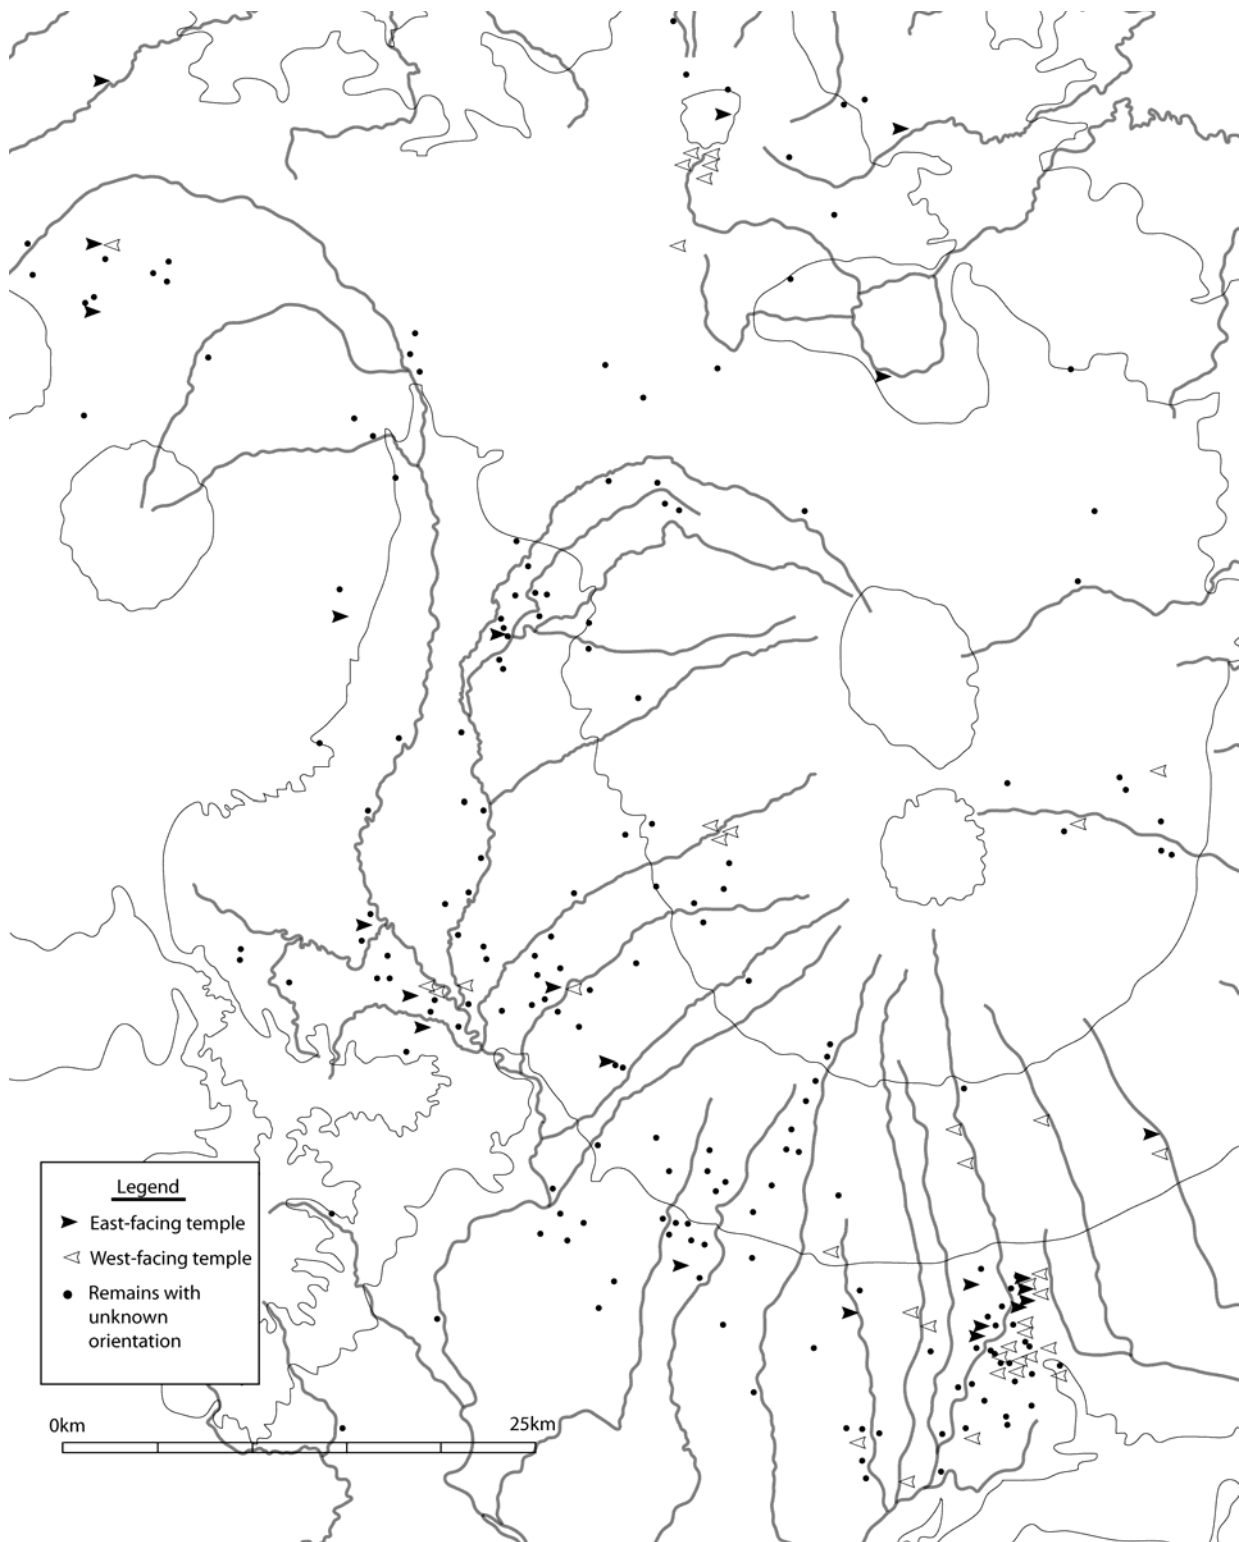 Legend
East-facing temple
West-facing temple
Remains with
unknown
orientation
0km
25km